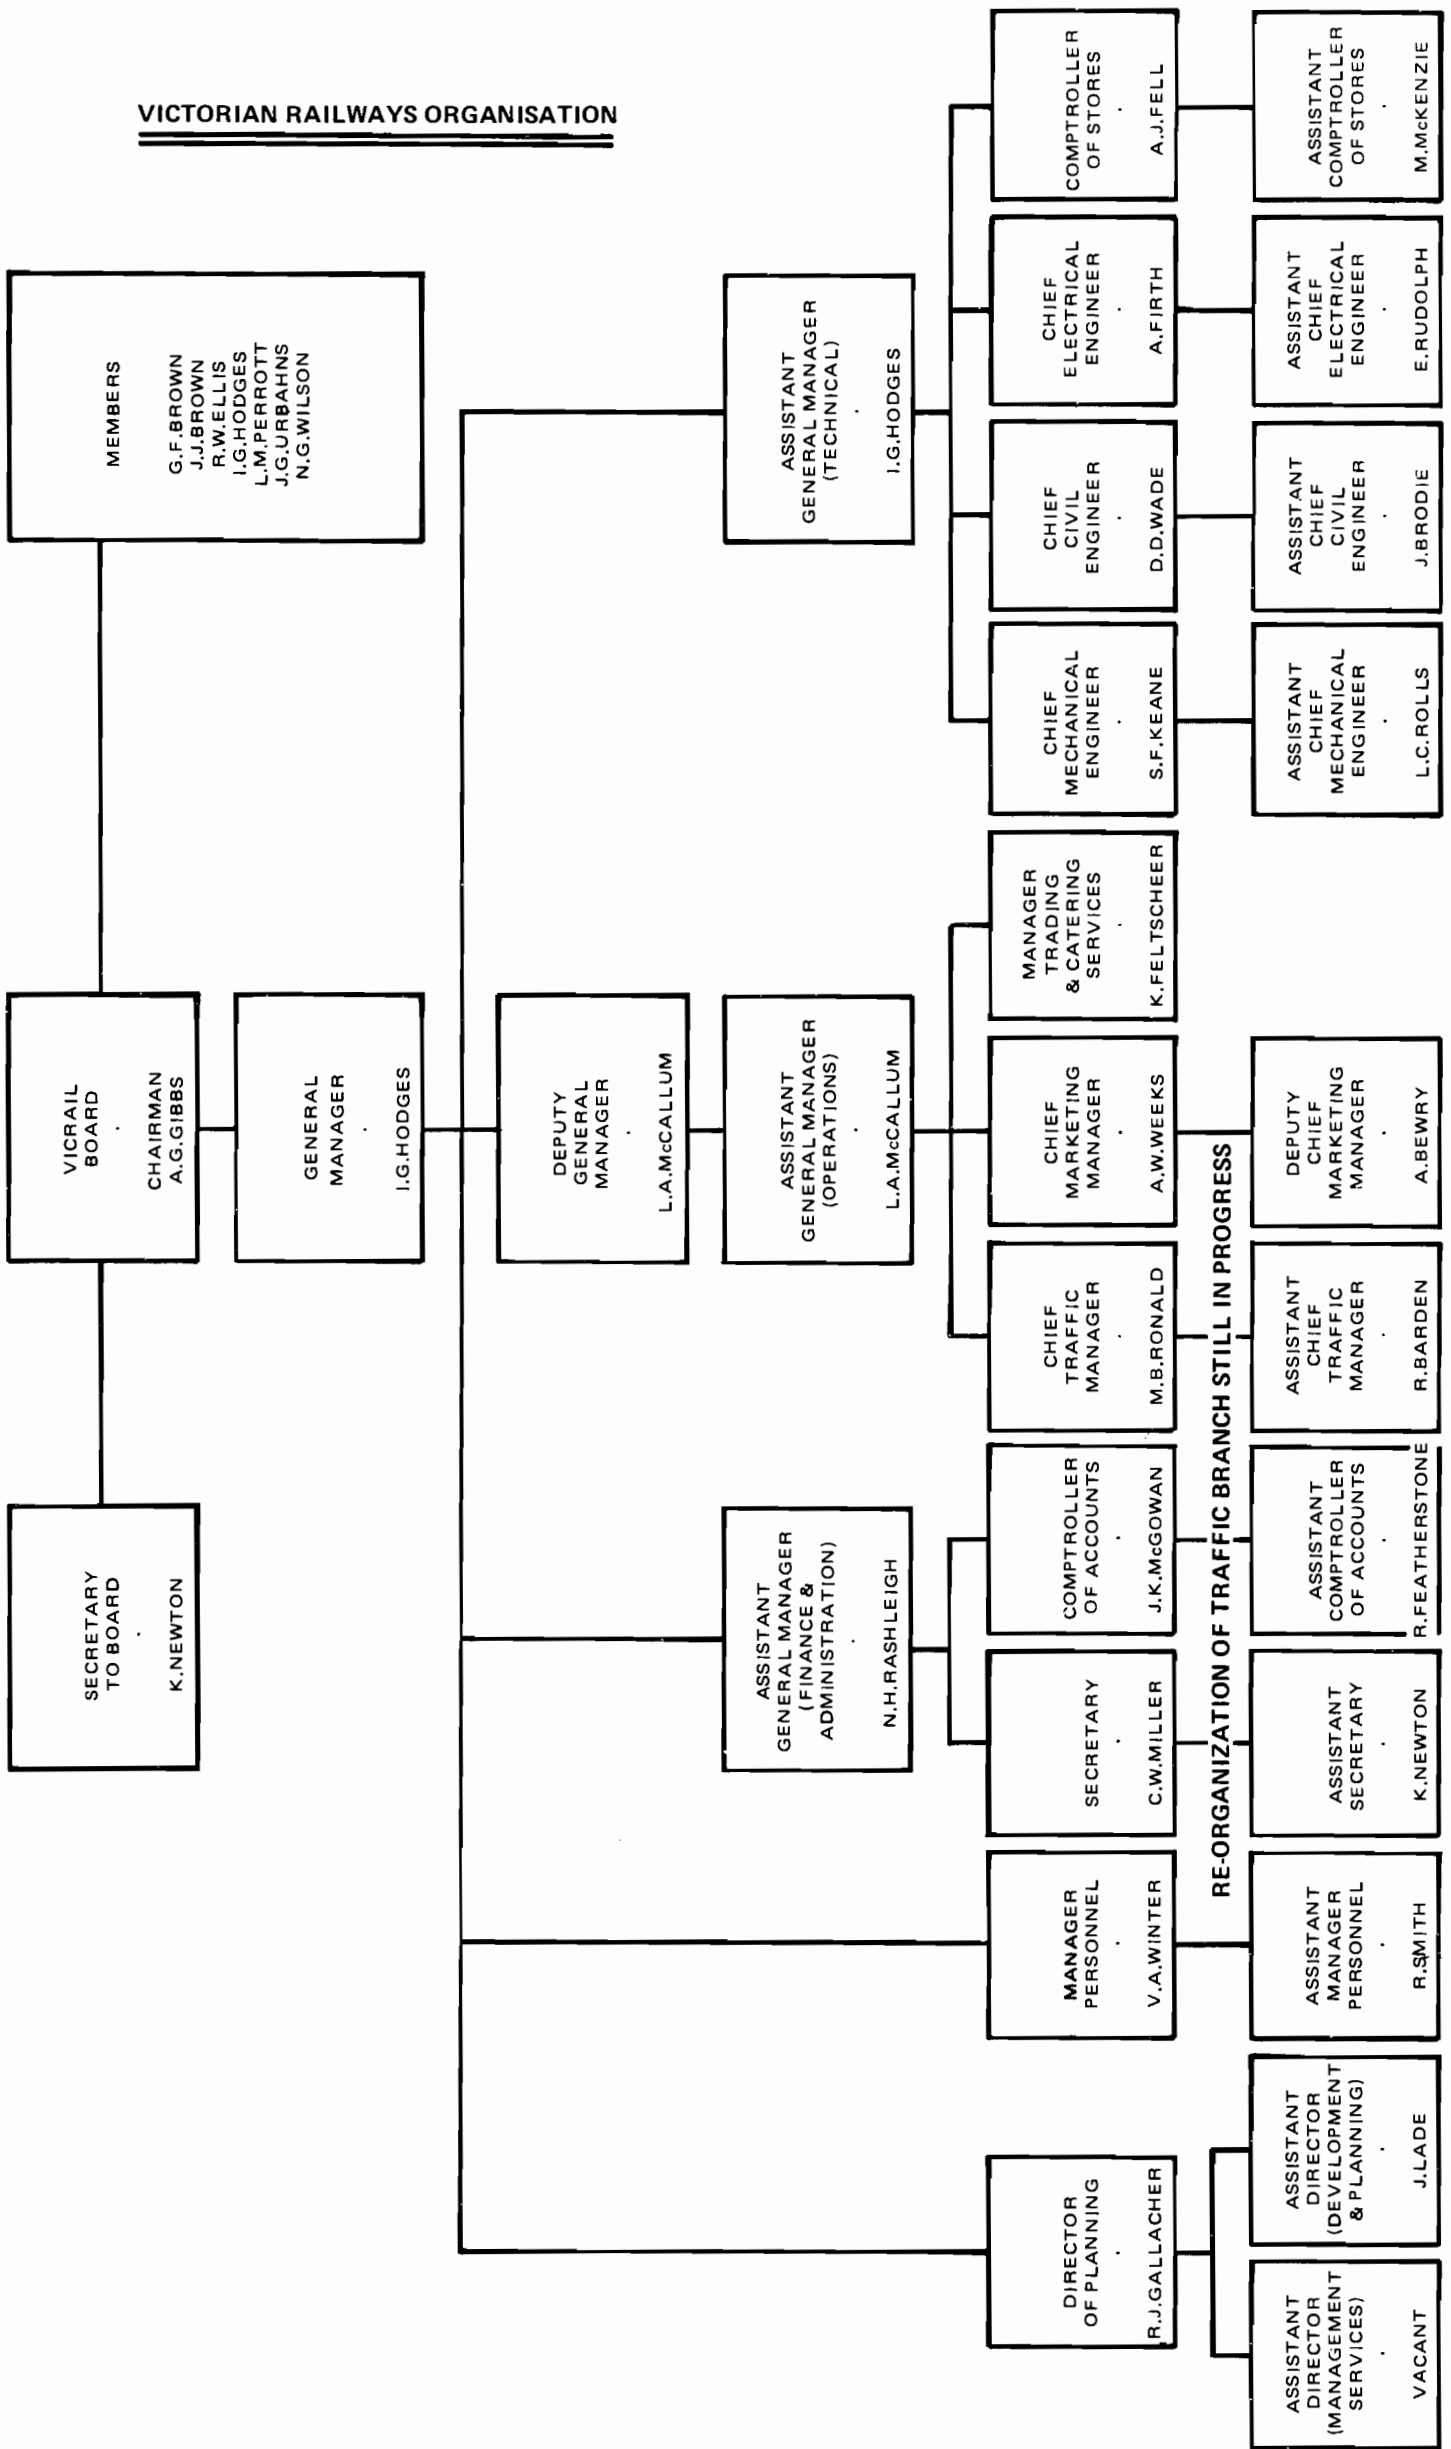 VICTORIAN RAILWAYS ORGANISATION
SECRETARY
TO BOARD
.
K.NEWTON
VICRAIL
BOARD
.
CHAIRMAN
A.G.GIBBS
MEMBERS
G.F.BROWN
J.J.BROWN
R.W.ELLIS
I.G.HODGES
L.M.PERROTT
J.G.URBAHNS
N.G.WILSON
GENERAL
MANAGER
.
I.G.HODGES
DEPUTY
GENERAL
MANAGER
.
L.A.McCALLUM
ASSISTANT
GENERAL MANAGER
(FINANCE &
ADMINISTRATION)
.
N.H.RASHLEIGH
ASSISTANT
GENERAL MANAGER
(OPERATIONS)
.
L.A.McCALLUM
ASSISTANT
GENERAL MANAGER
(TECHNICAL)
.
I.G.HODGES
DIRECTOR
OF PLANNING
.
R.J.GALLACHER
MANAGER
PERSONNEL
.
V.A.WINTER
SECRETARY
.
C.W.MILLER
COMPTROLLER
OF ACCOUNTS
.
J.K.McGOWAN
CHIEF
TRAFFIC
MANAGER
.
M.B.RONALD
CHIEF
MARKETING
MANAGER
.
A.W.WEEKS
MANAGER
TRADING
& CATERING
SERVICES
.
K.FELTSCHEER
CHIEF
MECHANICAL
ENGINEER
.
S.F.KEANE
CHIEF
CIVIL
ENGINEER
.
D.D.WADE
CHIEF
ELECTRICAL
ENGINEER
.
A.FIRTH
COMPTROLLER
OF STORES
.
A.J.FELL
RE-ORGANIZATION OF TRAFFIC BRANCH STILL IN PROGRESS
ASSISTANT
DIRECTOR
(MANAGEMENT
SERVICES)
.
VACANT
ASSISTANT
DIRECTOR
(DEVELOPMENT
& PLANNING)
.
J.LADE
ASSISTANT
MANAGER
PERSONNEL
.
R.SMITH
ASSISTANT
SECRETARY
.
K.NEWTON
ASSISTANT
COMPTROLLER
OF ACCOUNTS
.
R.FEATHERSTONE
ASSISTANT
CHIEF
TRAFFIC
MANAGER
.
R.BARDEN
DEPUTY
CHIEF
MARKETING
MANAGER
.
A.BEWRY
ASSISTANT
CHIEF
MECHANICAL
ENGINEER
.
L.C.ROLLS
ASSISTANT
CHIEF
CIVIL
ENGINEER
.
J.BRODIE
ASSISTANT
CHIEF
ELECTRICAL
ENGINEER
.
E.RUDOLPH
ASSISTANT
COMPTROLLER
OF STORES
.
M.McKENZIE